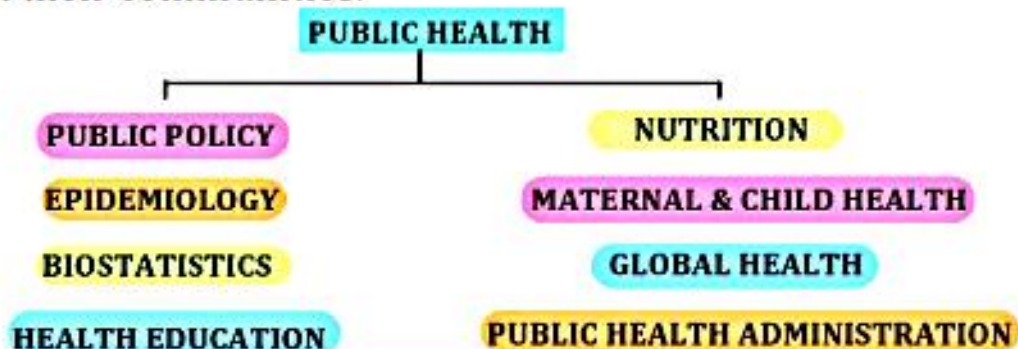 PUBLIC HEALTH
PUBLIC POLICY
EPIDEMIOLOGY
BIOSTATISTICS
HEALTH EDUCATION
NUTRITION
MATERNAL & CHILD HEALTH
GLOBAL HEALTH
PUBLIC HEALTH ADMINISTRATION